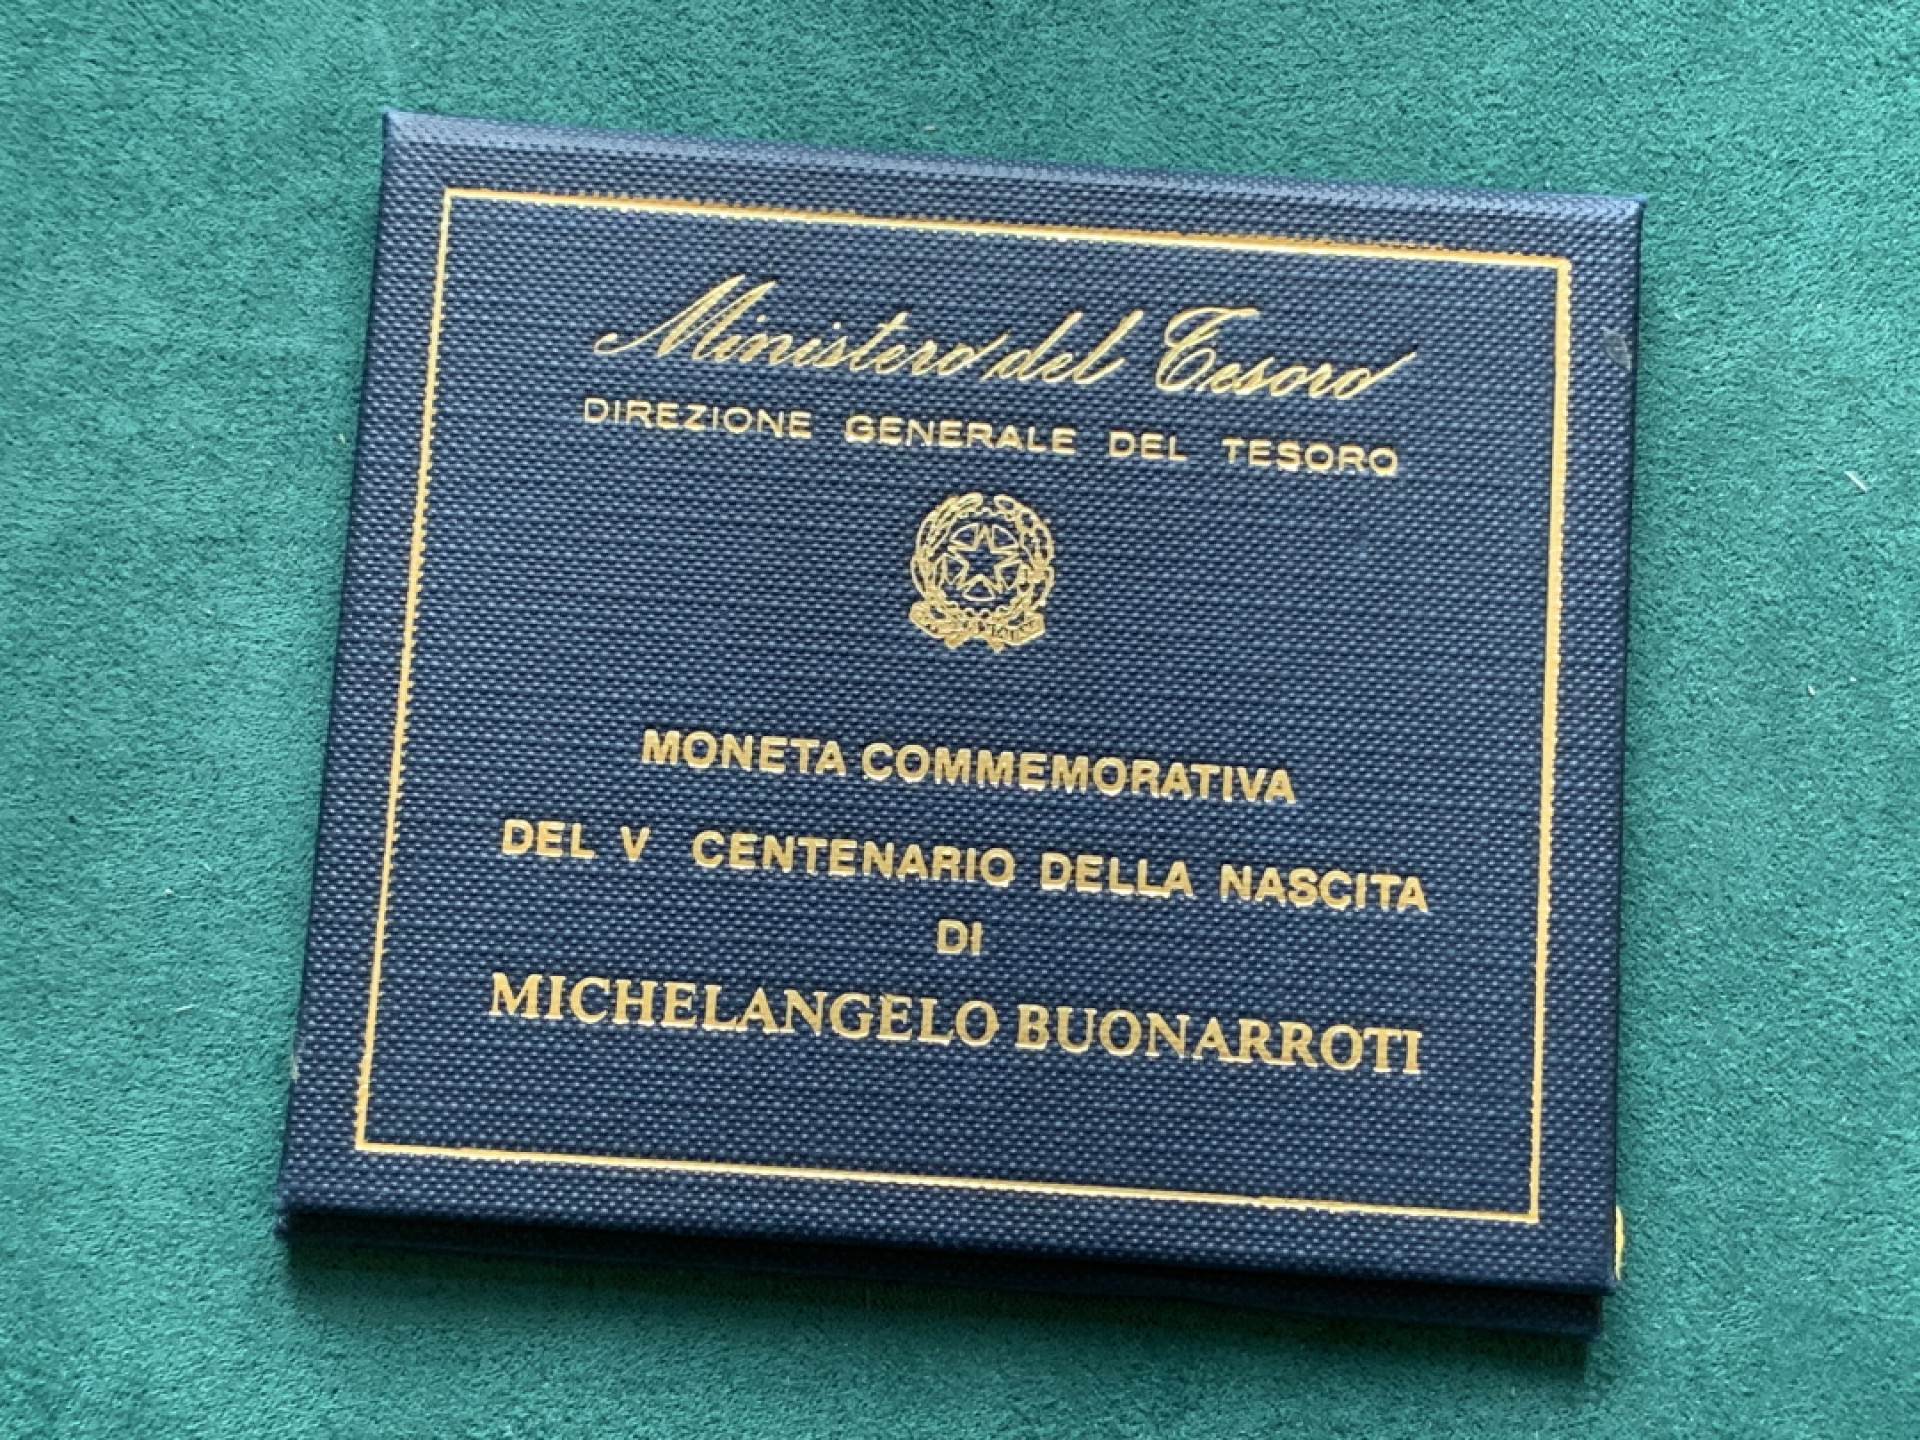 Ministero del Tesoro
DIREZIONE GENERALE DEL TESORO
MONETA COMMEMORATIVA
DEL V CENTENARIO DELLA NASCITA
DI
MICHELANGELO BUONARROTI